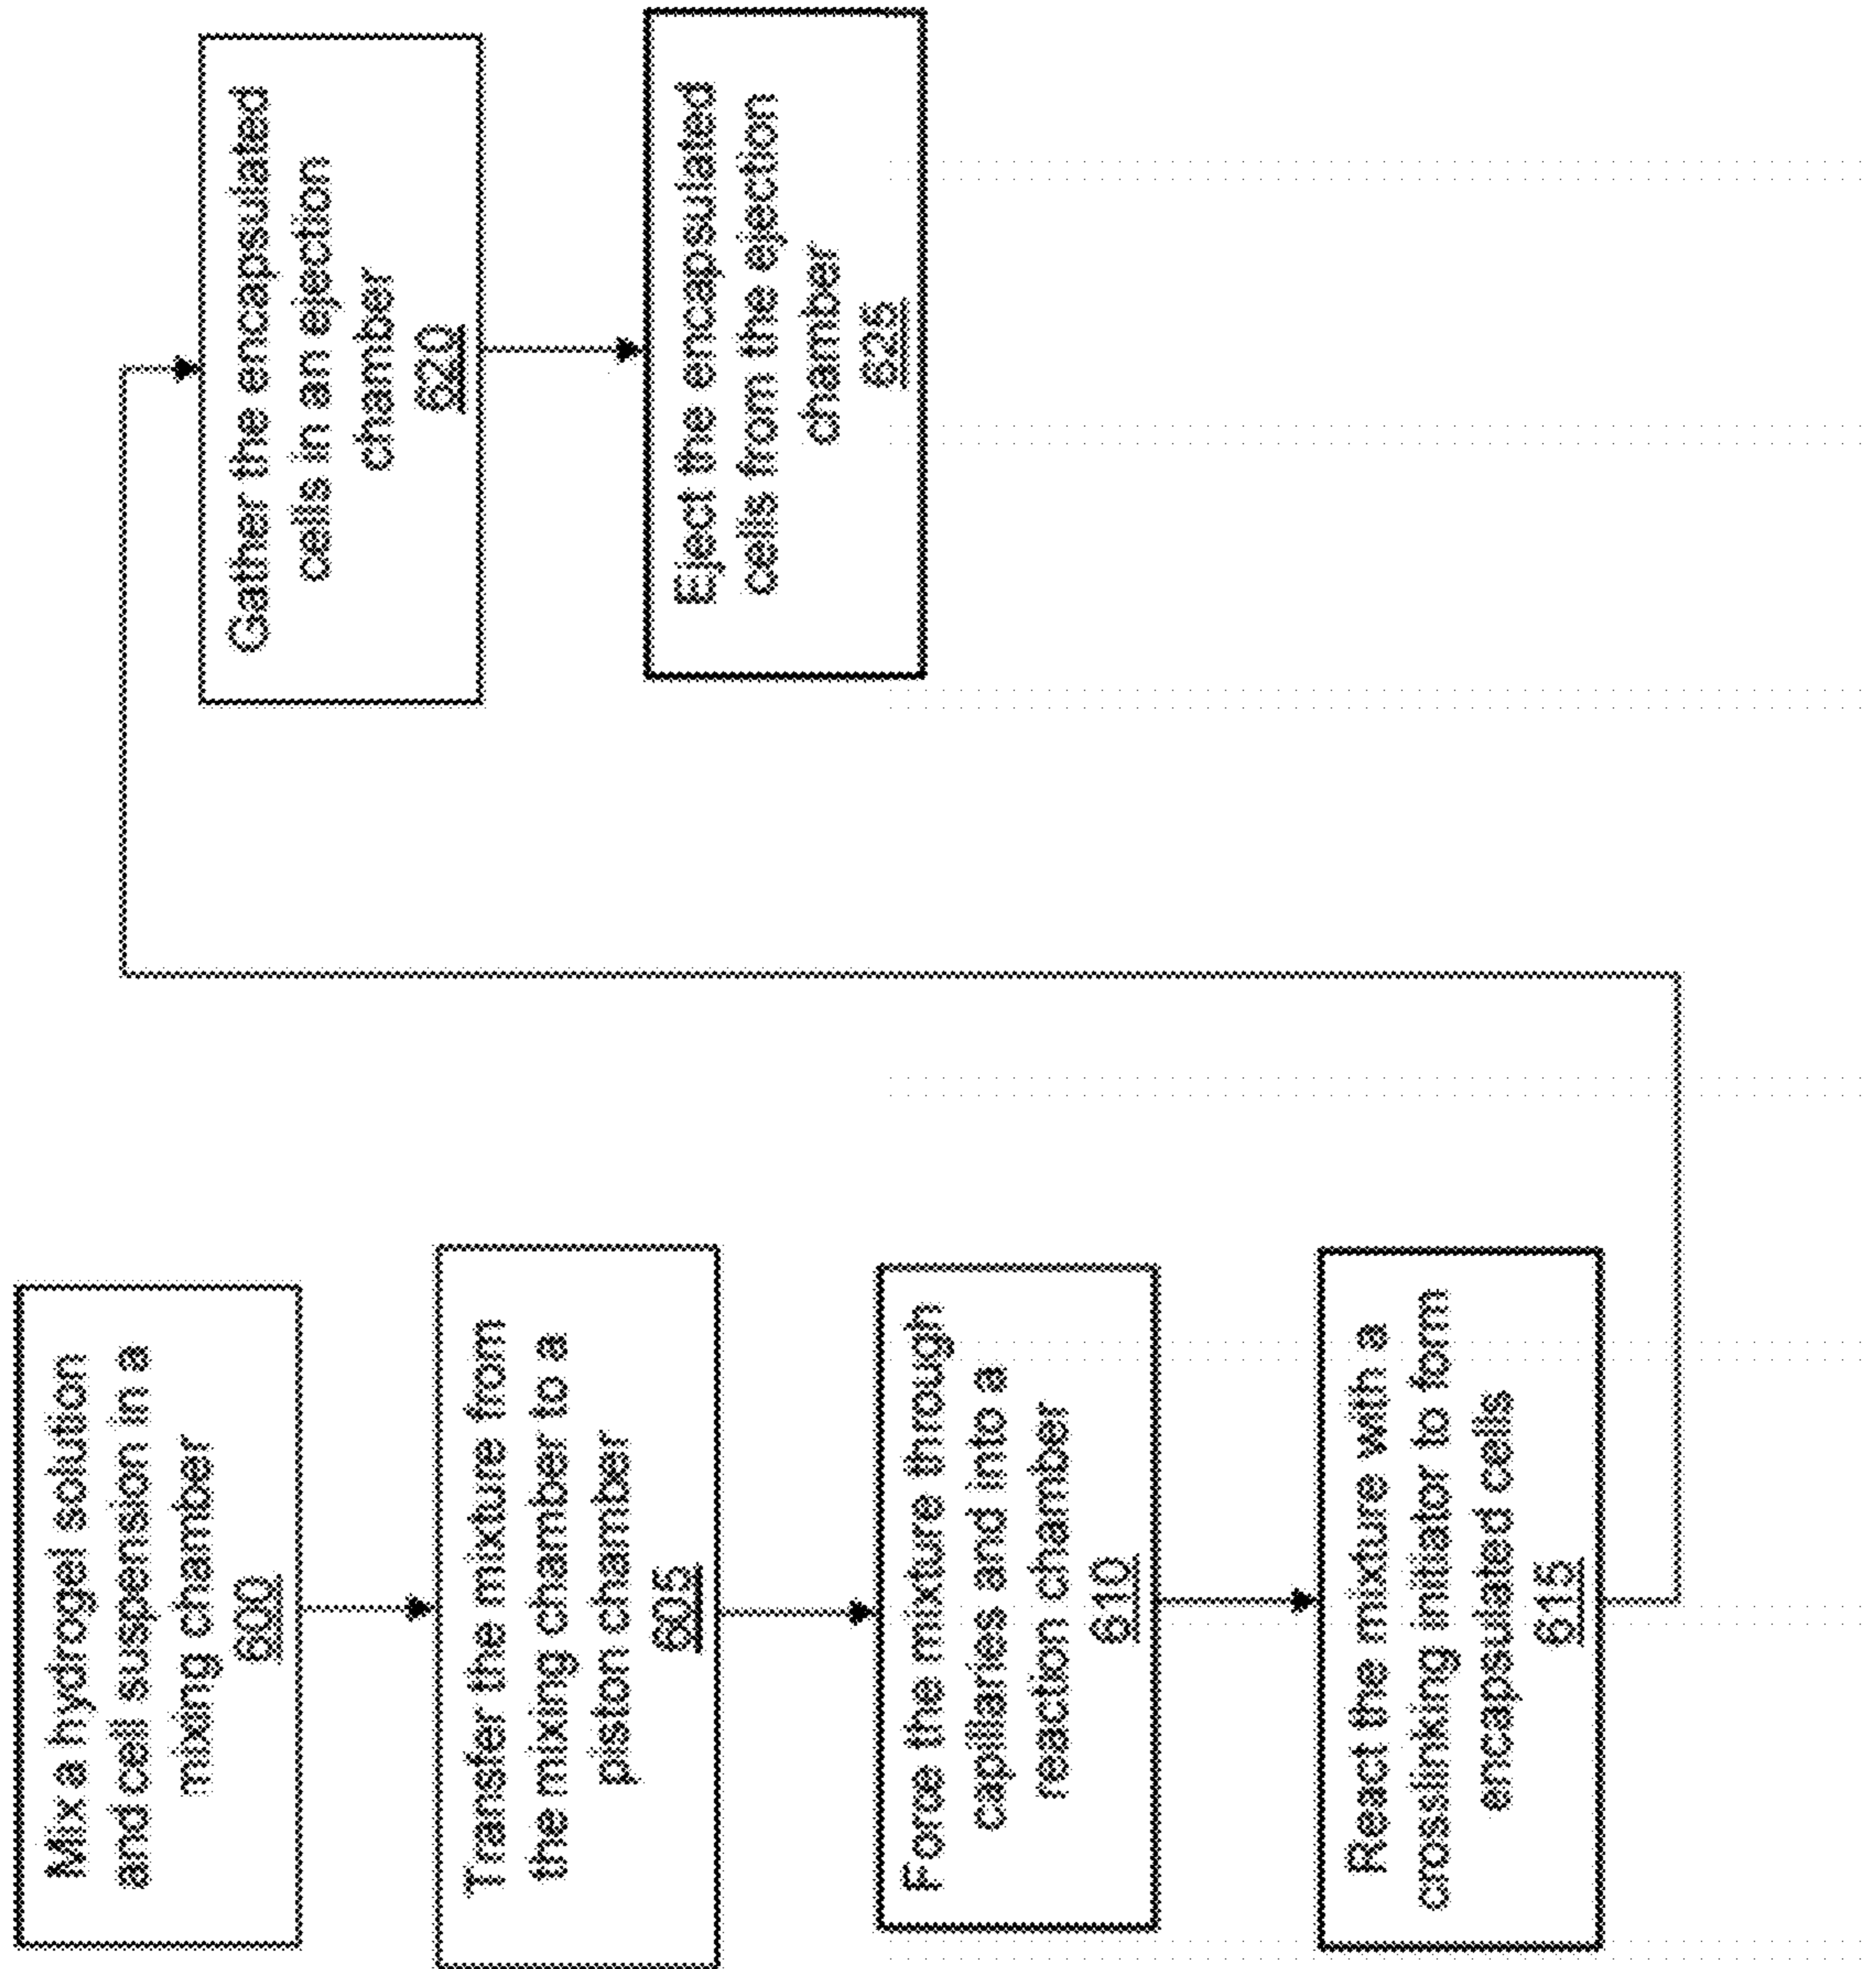 Mix a hydrogel solution
and cell suspension in a
mixing chamber
600
Transfer the mixture from
the mixing chamber to a
piston chamber
605
Force the mixture through
capillaries and into a
reaction chamber
610
React the mixture with a
crosslinking initiator to form
encapsulated cells
615
Gather the encapsulated
cells in an ejection
chamber
620
Eject the encapsulated
cells from the ejection
chamber
625